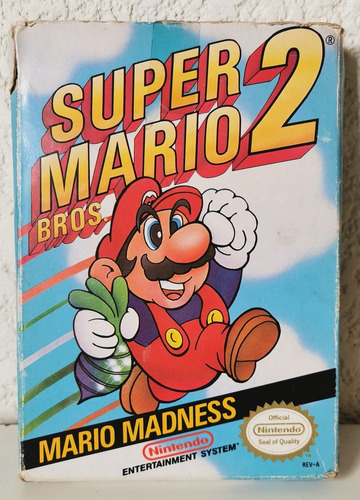 SUPER
MARIO 2
BROS.
®
MARIO MADNESS
Nintendo
ENTERTAINMENT SYSTEM
Official
Nintendo
Seal of Quality
REV-A